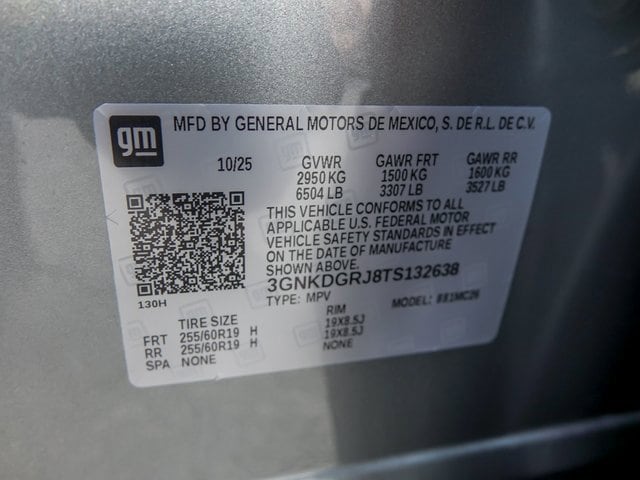 gm
MFD BY GENERAL MOTORS DE MEXICO, S. DE R.L. DE C.V.
10/25 GVWR GAWR FRT GAWR RR
2950 KG 1500 KG 1600 KG
6504 LB 3307 LB 3527 LB
THIS VEHICLE CONFORMS TO ALL
APPLICABLE U.S. FEDERAL MOTOR
VEHICLE SAFETY STANDARDS IN EFFECT
ON THE DATE OF MANUFACTURE
SHOWN ABOVE.
3GNKDGRJ8TS132638
130H
TYPE: MPV MODEL: 1MC26
TIRE SIZE RIM
FRT 255/60R19 H 19X8.5J
RR 255/60R19 H 19X8.5J
SPA NONE NONE